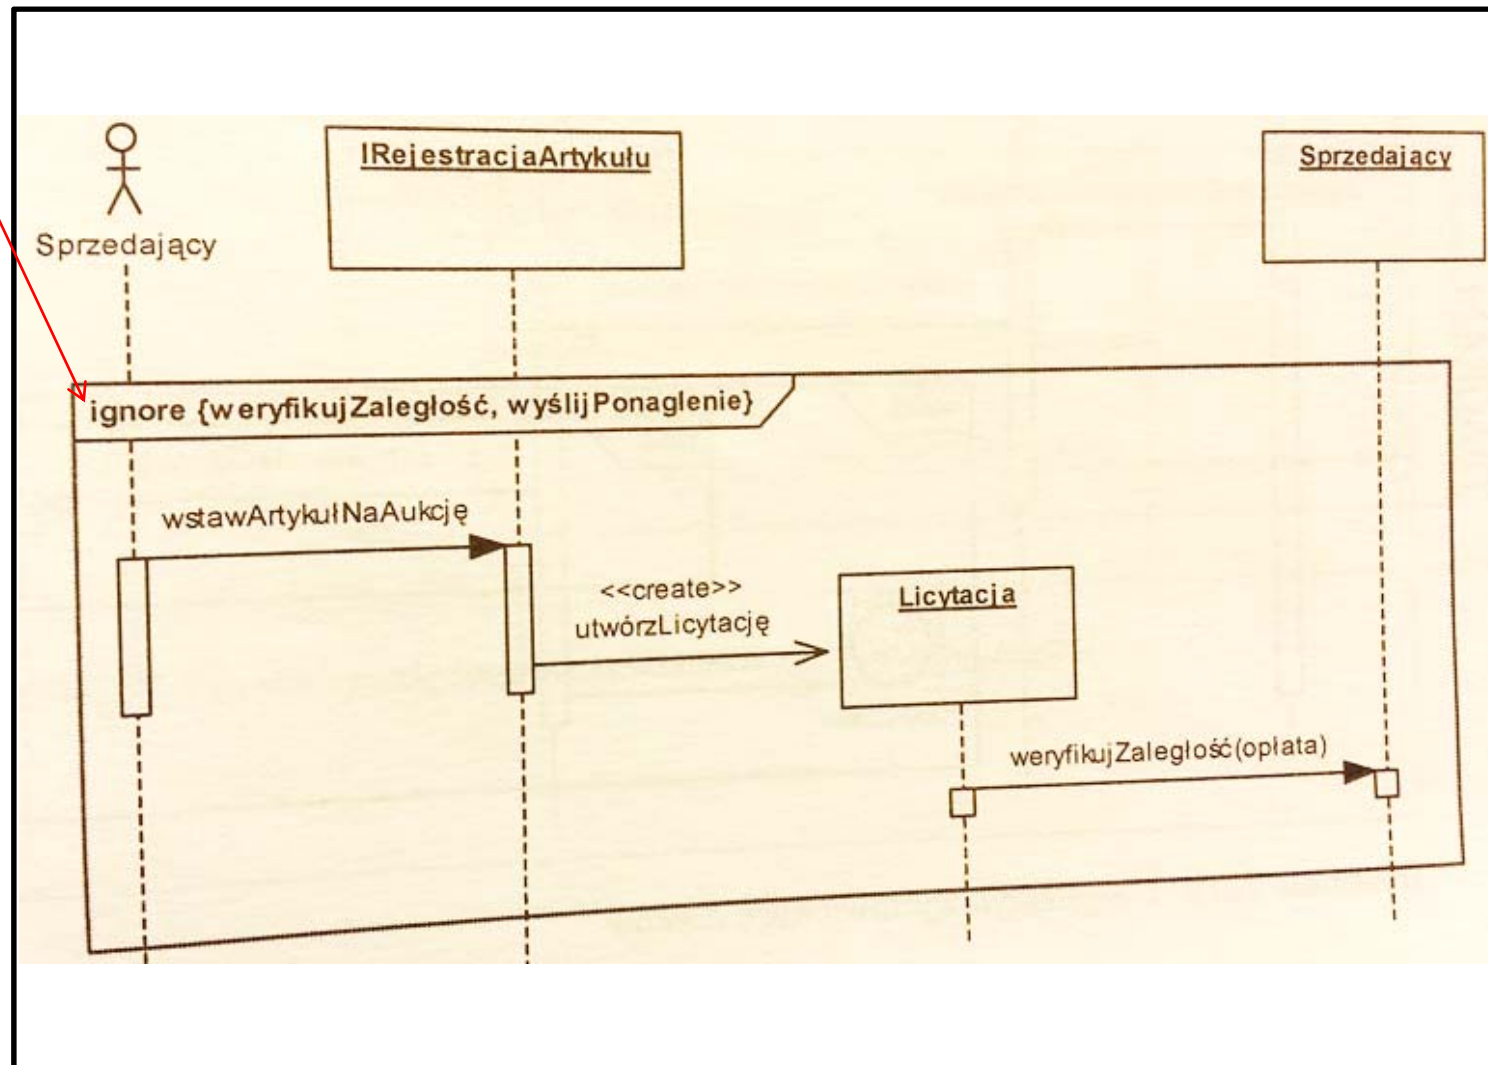 IRejestracjaArtykułu
Sprzedający
Sprzedający
ignore {weryfikujZaległość, wyślijPonaglenie}
wstawArtykułNaAukcję
<<create>>
utwórzLicytację
Licytacja
weryfikujZaległość(opłata)